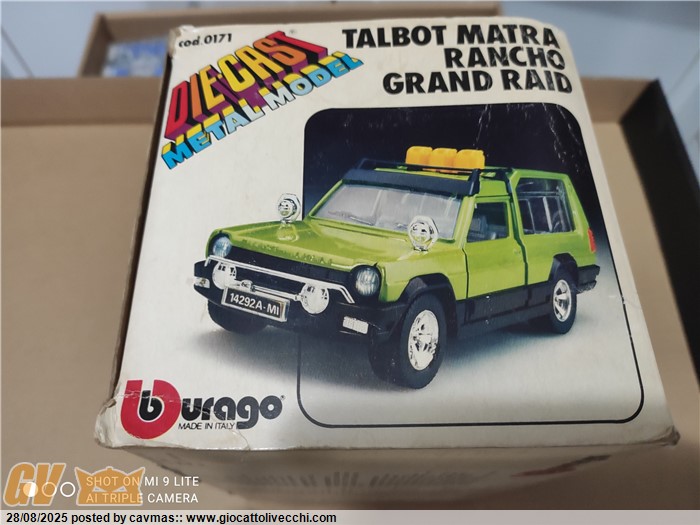 cod.0171
DIE-CAST
METAL MODEL
TALBOT MATRA
RANCHO
GRAND RAID
14292A-MI
Burago
MADE IN ITALY
GV
SHOT ON MI 9 LITE
AI TRIPLE CAMERA
28/08/2025 posted by cavmas:: www.giocattolivecchi.com